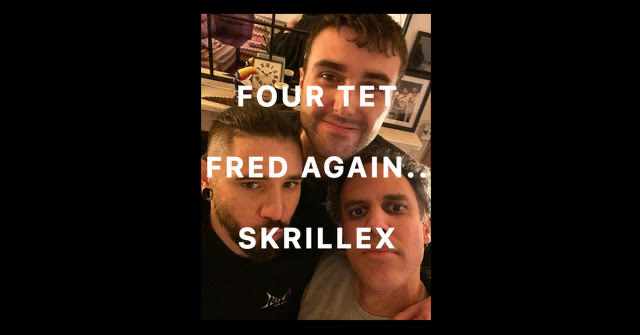 FOUR TET
FRED AGAIN..
SKRILLEX